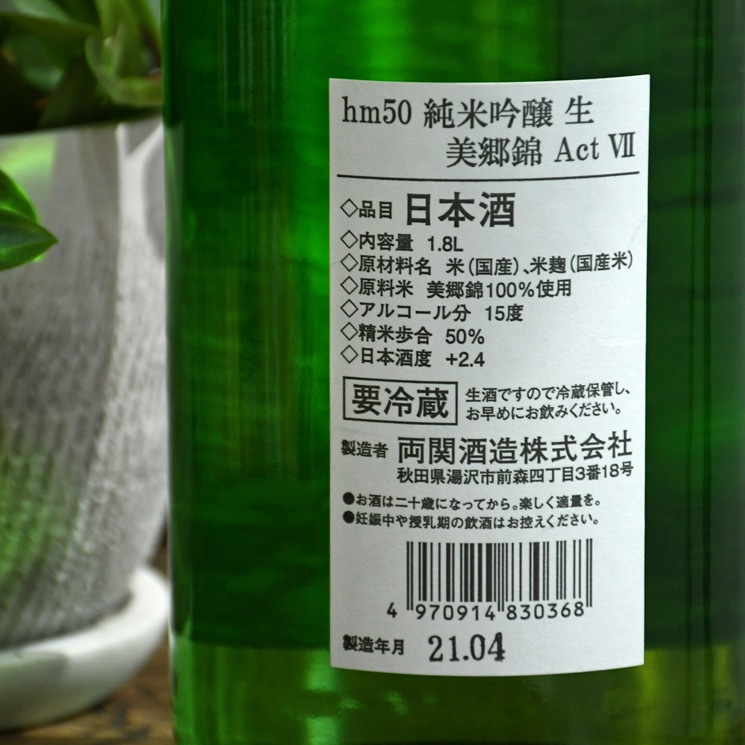 hm50 純米吟醸 生
美郷錦 Act Ⅶ
◇品目 日本酒
◇内容量 1.8L
◇原材料名 米(国産)、米麹(国産米)
◇原料米 美郷錦100%使用
◇アルコール分 15度
◇精米歩合 50%
◇日本酒度 +2.4
要冷蔵 生酒ですので冷蔵保管し、
お早めにお飲みください。
製造者 両関酒造株式会社
秋田県湯沢市前森四丁目3番18号
●お酒は二十歳になってから。楽しく適量を。
●妊娠中や授乳期の飲酒はお控えください。
4 970914 830368
製造年月 21.04